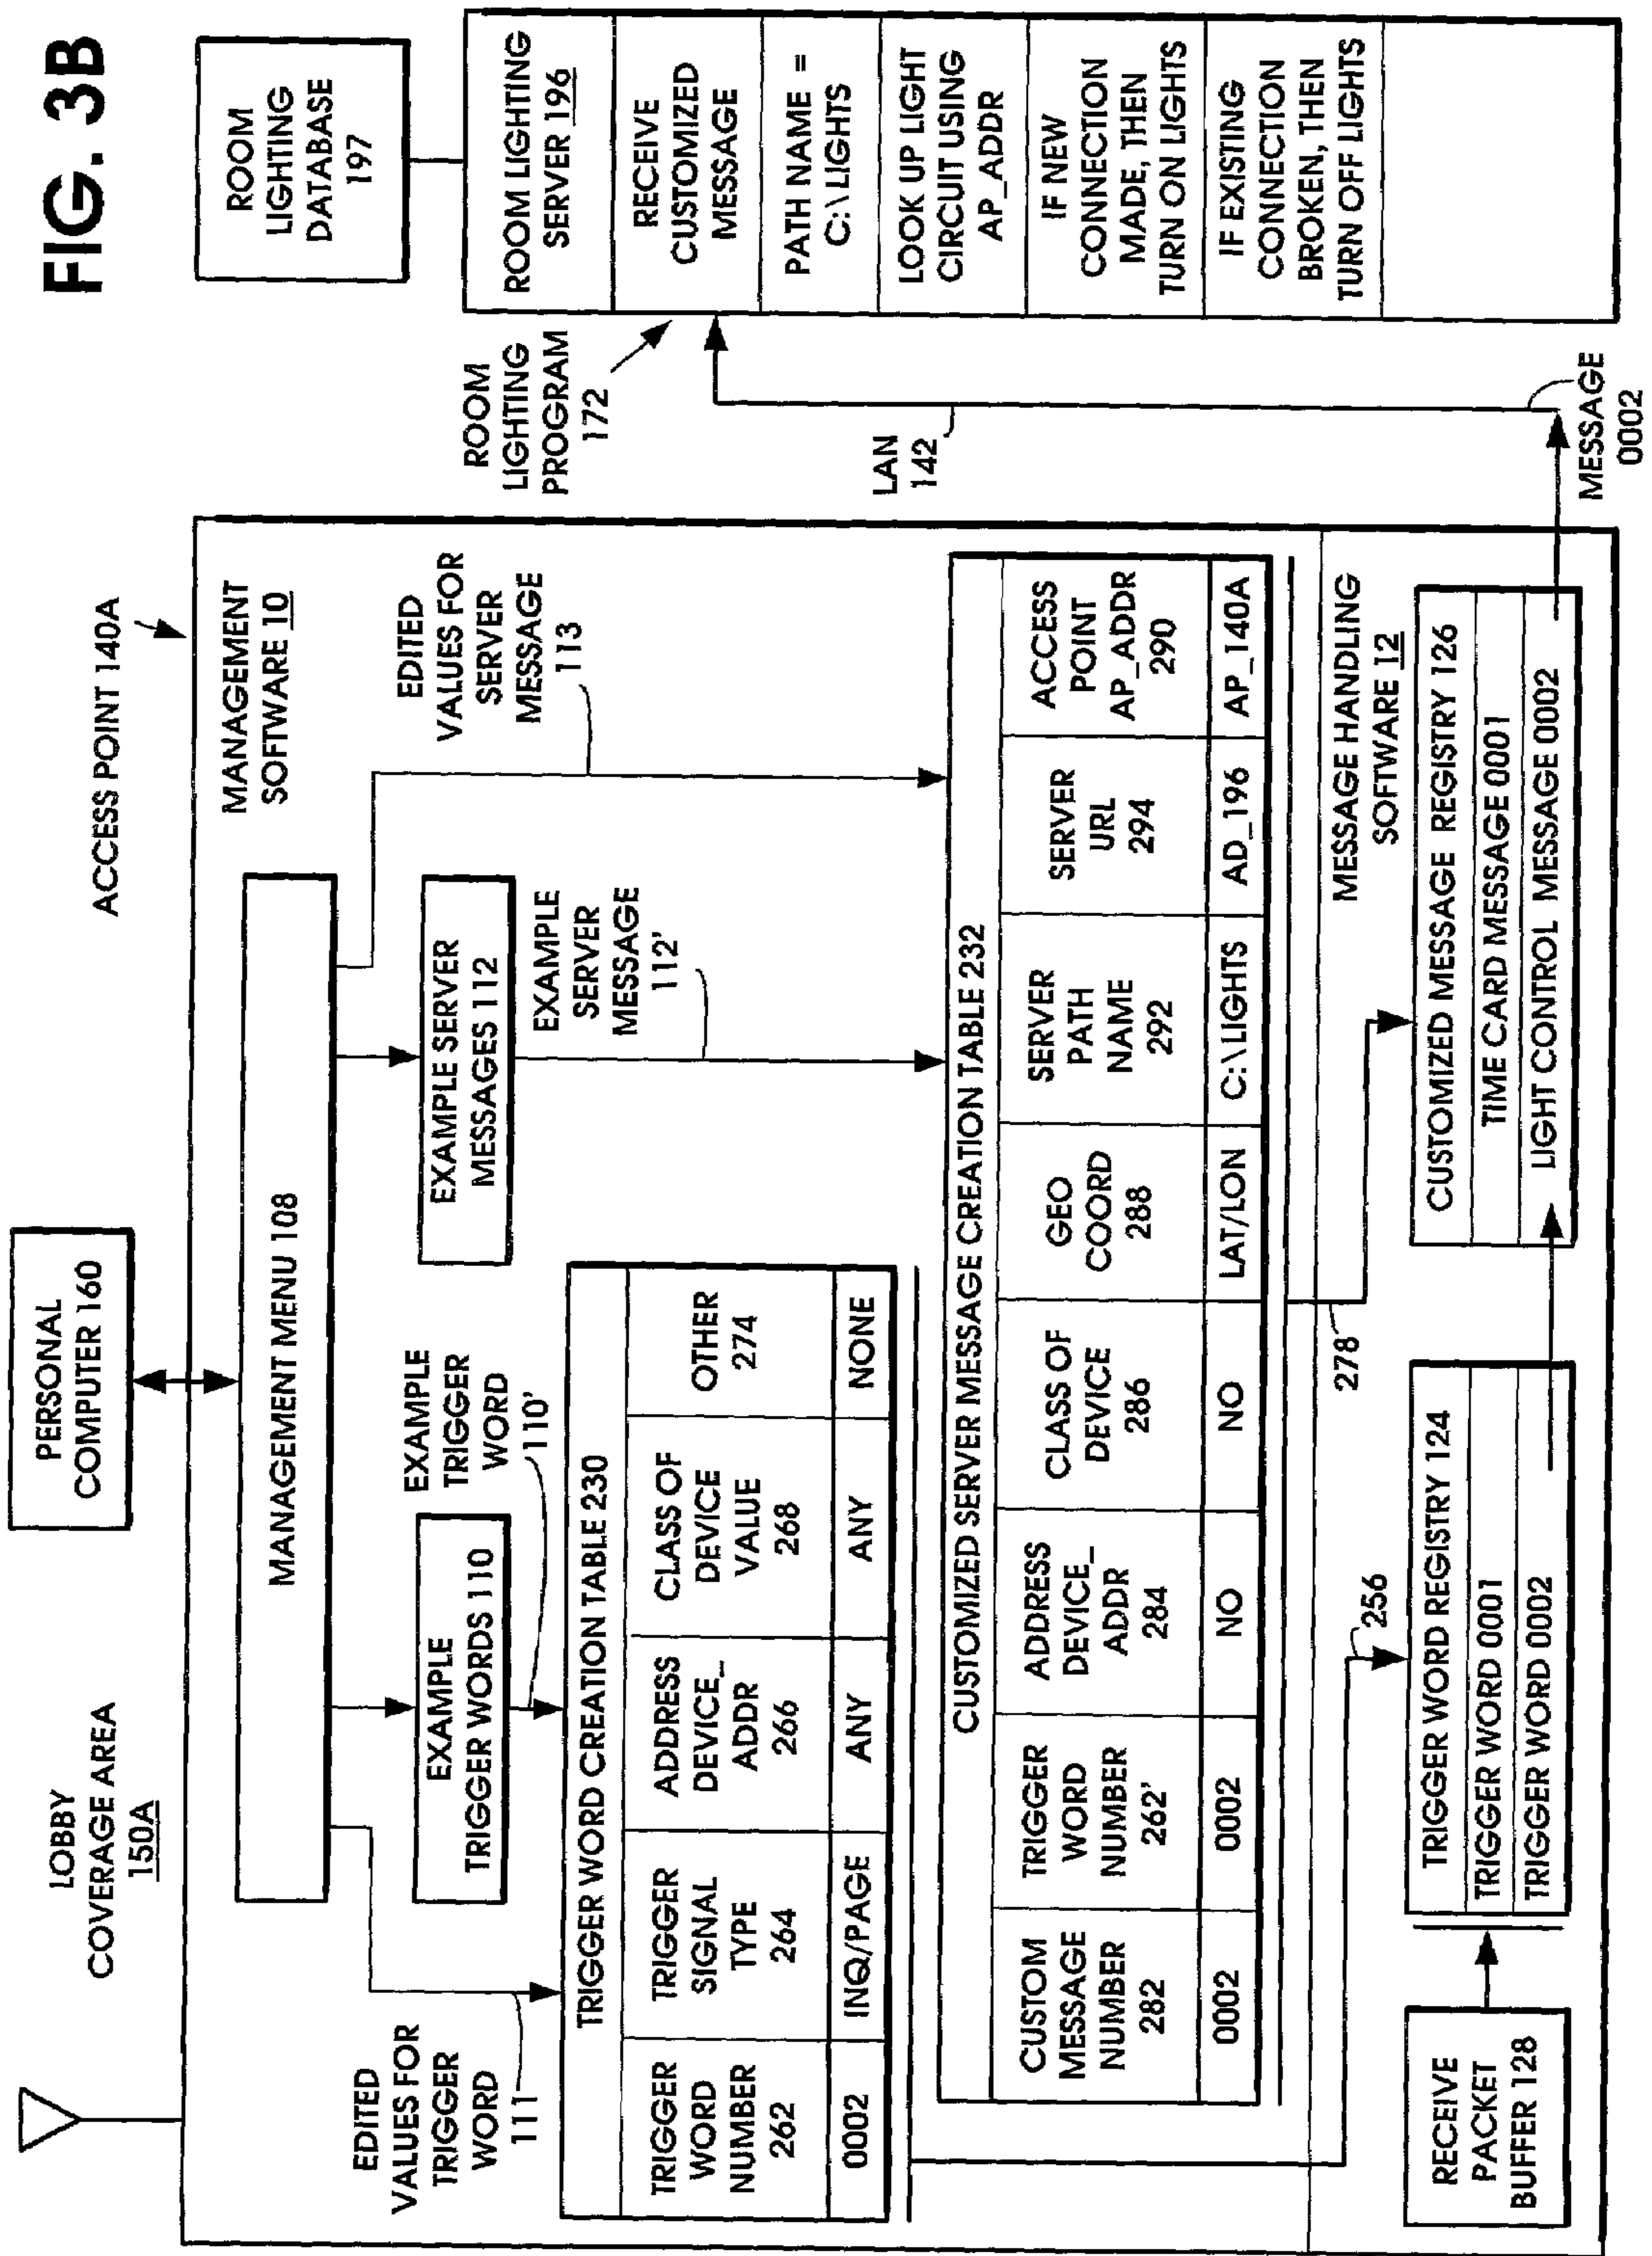 FIG. 3B
LOBBY
COVERAGE AREA
150A
PERSONAL
COMPUTER 160
ACCESS POINT 140A
MANAGEMENT
SOFTWARE 10
MANAGEMENT MENU 108
EDITED
VALUES FOR
TRIGGER
WORD
111
EXAMPLE
TRIGGER WORDS 110
EXAMPLE
TRIGGER
WORD
110'
EXAMPLE SERVER
MESSAGES 112
EXAMPLE
SERVER
MESSAGE
112'
EDITED
VALUES FOR
SERVER
MESSAGE
113
TRIGGER WORD CREATION TABLE 230
TRIGGER
WORD
NUMBER
262
TRIGGER
SIGNAL
TYPE
264
ADDRESS
DEVICE_
ADDR
266
CLASS OF
DEVICE
VALUE
268
OTHER
274
0002
INQ/PAGE
ANY
ANY
NONE
CUSTOMIZED SERVER MESSAGE CREATION TABLE 232
CUSTOM
MESSAGE
NUMBER
282
TRIGGER
WORD
NUMBER
262'
ADDRESS
DEVICE_
ADDR
284
CLASS OF
DEVICE
286
GEO
COORD
288
SERVER
PATH
NAME
292
SERVER
URL
294
ACCESS
POINT
AP_ADDR
290
0002
0002
NO
NO
LAT/LON
C:\LIGHTS
AD_196
AP_140A
256
278
MESSAGE HANDLING
SOFTWARE 12
RECEIVE
PACKET
BUFFER 128
TRIGGER WORD REGISTRY 124
TRIGGER WORD 0001
TRIGGER WORD 0002
CUSTOMIZED MESSAGE REGISTRY 126
TIME CARD MESSAGE 0001
LIGHT CONTROL MESSAGE 0002
MESSAGE
0002
LAN
142
ROOM
LIGHTING
PROGRAM
172
ROOM
LIGHTING
DATABASE
197
ROOM LIGHTING
SERVER 196
RECEIVE
CUSTOMIZED
MESSAGE
PATH NAME =
C:\LIGHTS
LOOK UP LIGHT
CIRCUIT USING
AP_ADDR
IF NEW
CONNECTION
MADE, THEN
TURN ON LIGHTS
IF EXISTING
CONNECTION
BROKEN, THEN
TURN OFF LIGHTS